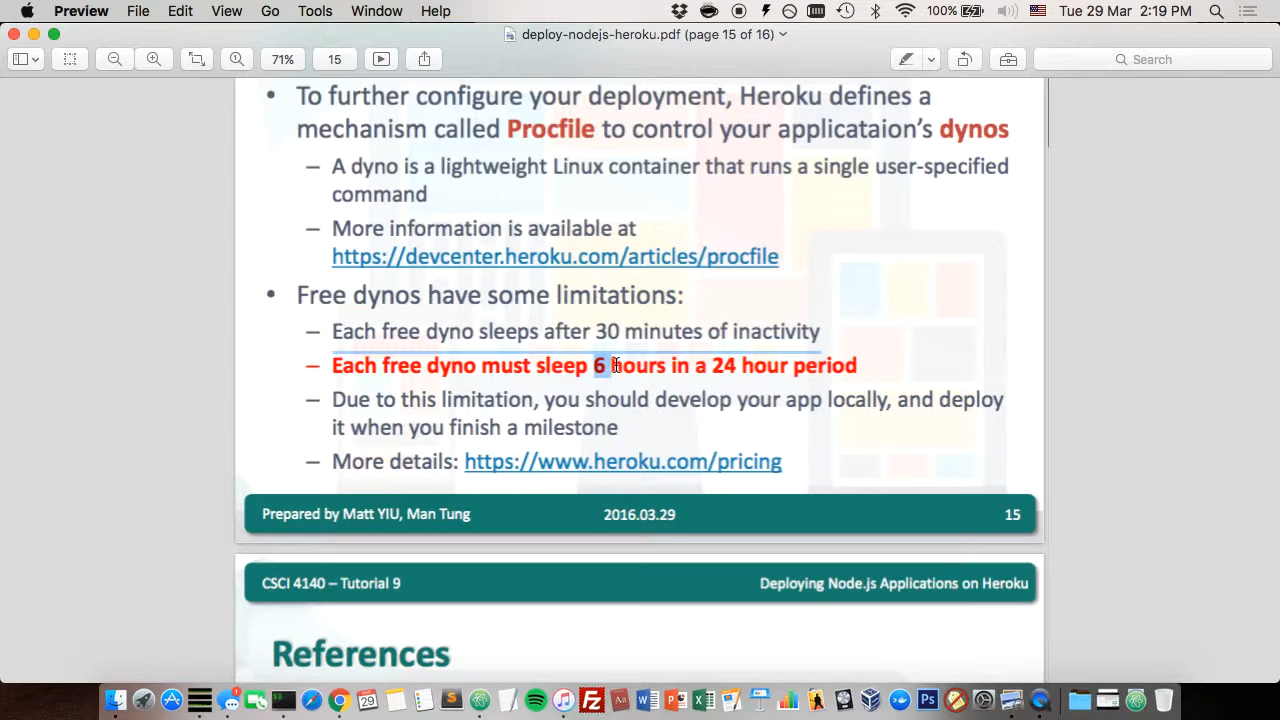 Preview File Edit View Go Tools Window Help 100% Tue 29 Mar 2:19 PM
deploy-nodejs-heroku.pdf (page 15 of 16)
71% 15 Search
• To further configure your deployment, Heroku defines a
mechanism called Procfile to control your applicataion's dynos
– A dyno is a lightweight Linux container that runs a single user-specified
command
– More information is available at
https://devcenter.heroku.com/articles/procfile
• Free dynos have some limitations:
– Each free dyno sleeps after 30 minutes of inactivity
– Each free dyno must sleep 6 hours in a 24 hour period
– Due to this limitation, you should develop your app locally, and deploy
it when you finish a milestone
– More details: https://www.heroku.com/pricing
Prepared by Matt YIU, Man Tung 2016.03.29 15
CSCI 4140 – Tutorial 9 Deploying Node.js Applications on Heroku
References